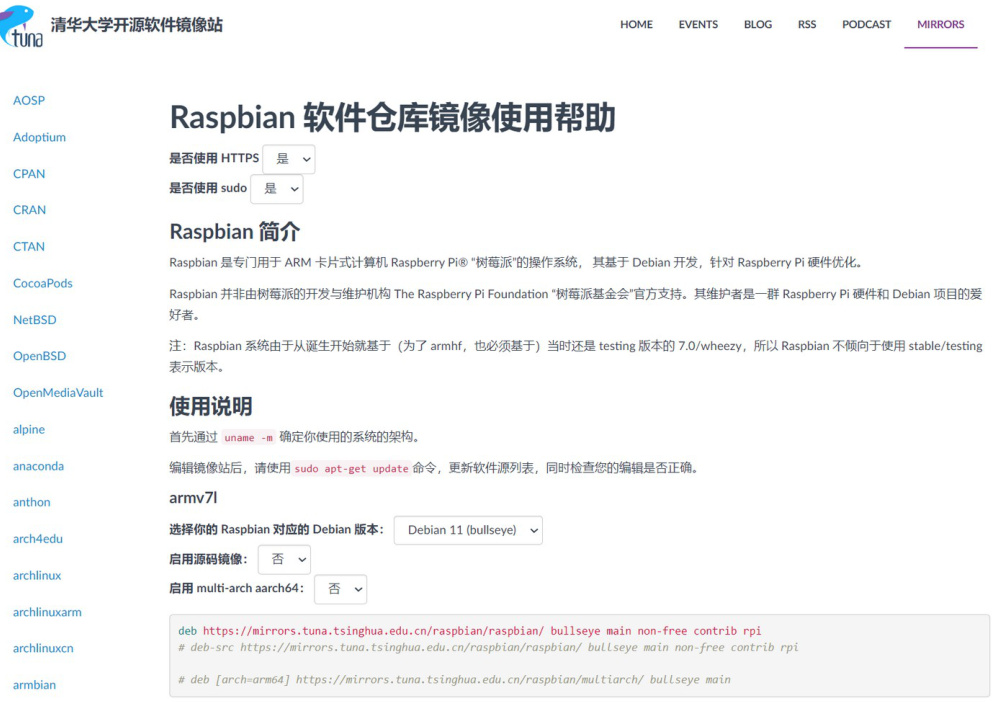 tuna
清华大学开源软件镜像站
HOME EVENTS BLOG RSS PODCAST MIRRORS
AOSP
Adoptium
CPAN
CRAN
CTAN
CocoaPods
NetBSD
OpenBSD
OpenMediaVault
alpine
anaconda
anthon
arch4edu
archlinux
archlinuxarm
archlinuxcn
armbian
Raspbian 软件仓库镜像使用帮助
是否使用 HTTPS 是
是否使用 sudo 是
Raspbian 简介
Raspbian 是专门用于 ARM 卡片式计算机 Raspberry Pi® “树莓派”的操作系统， 其基于 Debian 开发，针对 Raspberry Pi 硬件优化。
Raspbian 并非由树莓派的开发与维护机构 The Raspberry Pi Foundation “树莓派基金会”官方支持。其维护者是一群 Raspberry Pi 硬件和 Debian 项目的爱
好者。
注：Raspbian 系统由于从诞生开始就基于（为了 armhf，也必须基于）当时还是 testing 版本的 7.0/wheezy，所以 Raspbian 不倾向于使用 stable/testing
表示版本。
使用说明
首先通过 uname -m 确定你使用的系统的架构。
编辑镜像站后，请使用 sudo apt-get update 命令，更新软件源列表，同时检查您的编辑是否正确。
armv7l
选择你的 Raspbian 对应的 Debian 版本： Debian 11 (bullseye)
启用源码镜像： 否
启用 multi-arch aarch64： 否
deb https://mirrors.tuna.tsinghua.edu.cn/raspbian/raspbian/ bullseye main non-free contrib rpi
# deb-src https://mirrors.tuna.tsinghua.edu.cn/raspbian/raspbian/ bullseye main non-free contrib rpi
# deb [arch=arm64] https://mirrors.tuna.tsinghua.edu.cn/raspbian/multiarch/ bullseye main